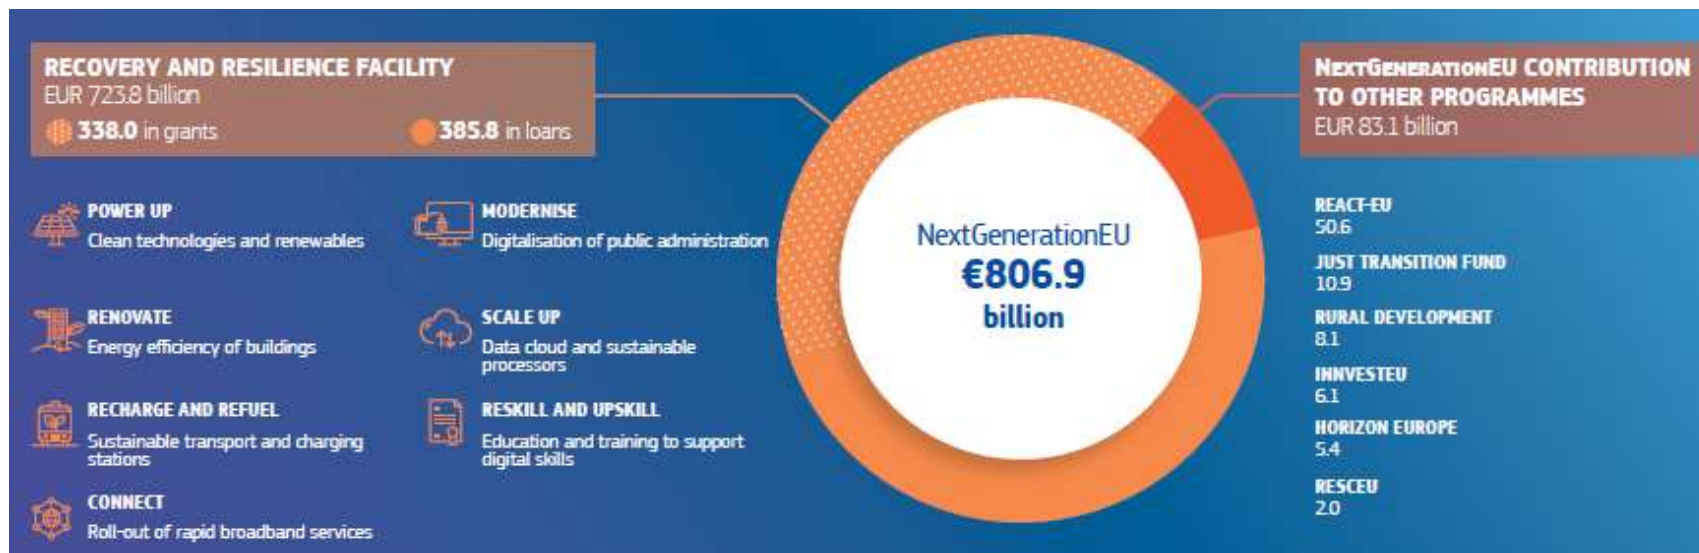 RECOVERY AND RESILIENCE FACILITY
EUR 723.8 billion
338.0 in grants
385.8 in loans
POWER UP
Clean technologies and renewables
MODERNISE
Digitalisation of public administration
RENOVATE
Energy efficiency of buildings
SCALE UP
Data cloud and sustainable
processors
RECHARGE AND REFUEL
Sustainable transport and charging
stations
RESKILL AND UPSKILL
Education and training to support
digital skills
CONNECT
Roll-out of rapid broadband services
NextGenerationEU
€806.9
billion
NEXTGENERATIONEU CONTRIBUTION
TO OTHER PROGRAMMES
EUR 83.1 billion
REACT-EU
50.6
JUST TRANSITION FUND
10.9
RURAL DEVELOPMENT
8.1
INNVESTEU
6.1
HORIZON EUROPE
5.4
RESCEU
2.0